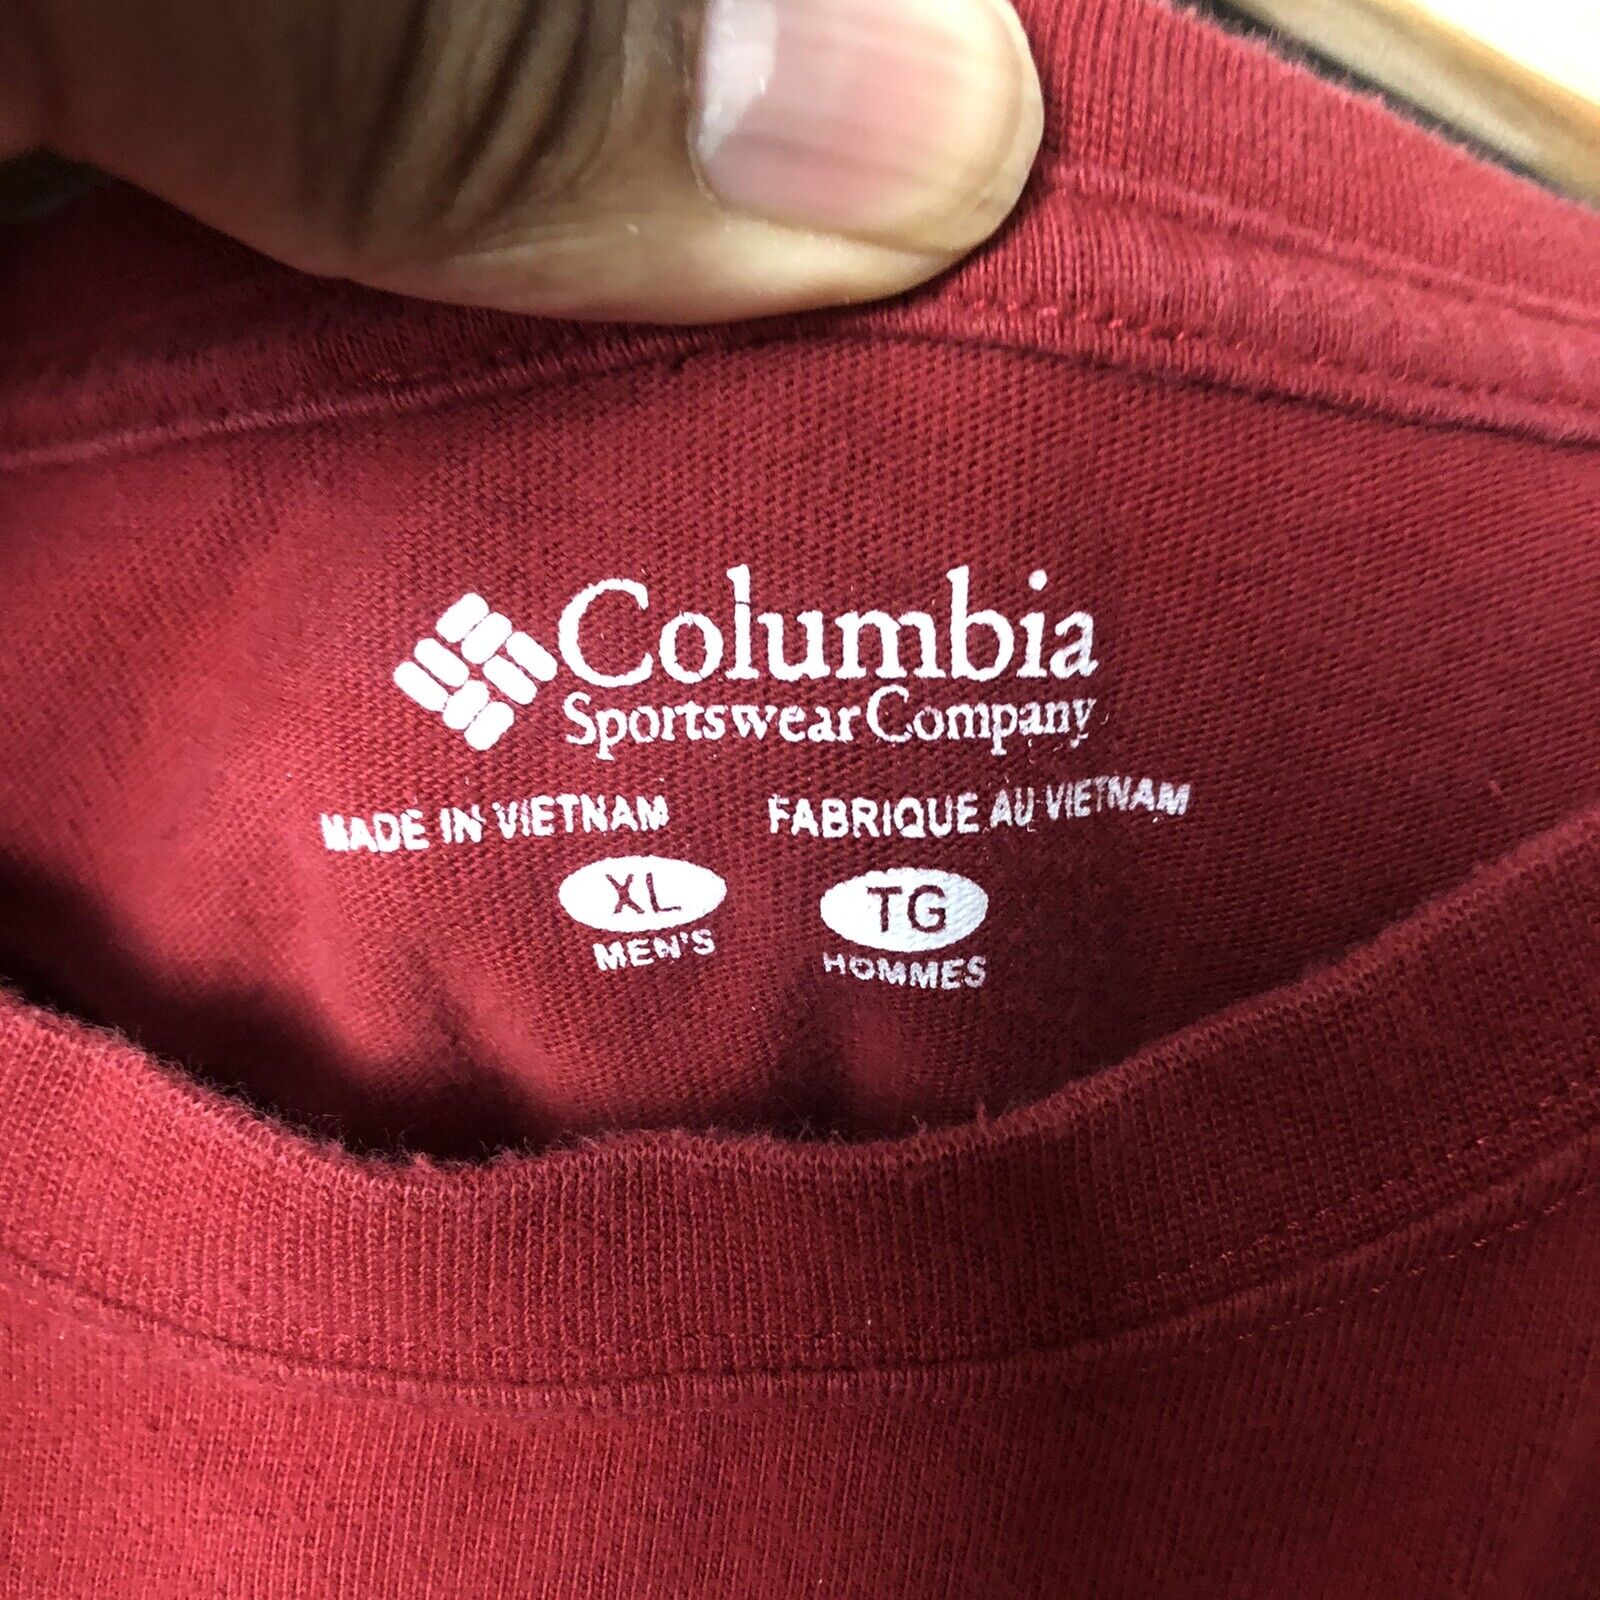 Columbia
Sportswear Company
MADE IN VIETNAM FABRIQUE AU VIETNAM
XL TG
MEN'S HOMMES